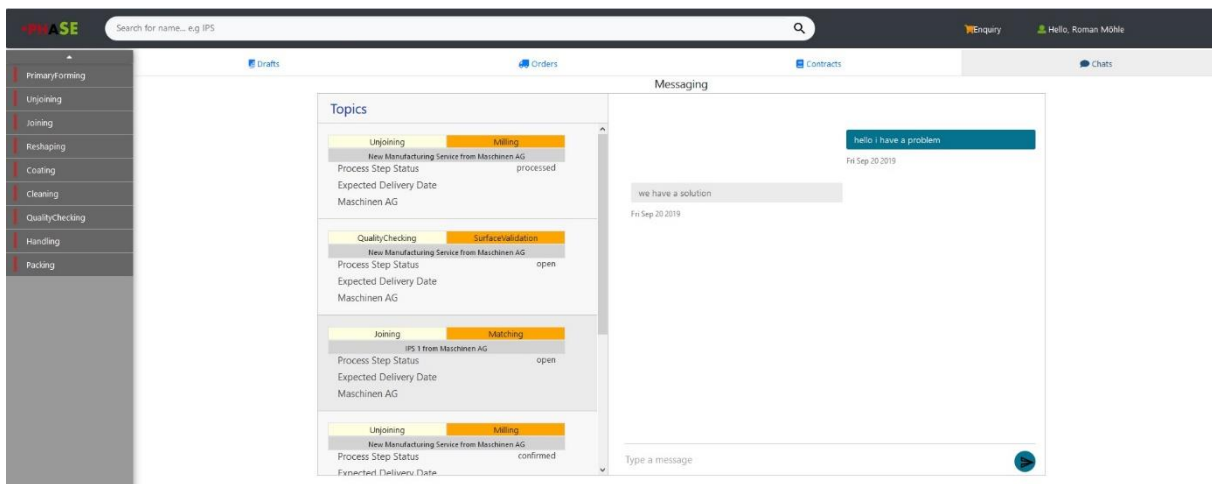 +PHASE
Search for name... e.g IPS
Enquiry
Hello, Roman Möhle
PrimaryForming
Unjoining
Joining
Reshaping
Coating
Cleaning
QualityChecking
Handling
Packing
Drafts
Orders
Contracts
Chats
Messaging
Topics
Unjoining Milling
New Manufacturing Service from Maschinen AG
Process Step Status processed
Expected Delivery Date
Maschinen AG
QualityChecking SurfaceValidation
New Manufacturing Service from Maschinen AG
Process Step Status open
Expected Delivery Date
Maschinen AG
Joining Matching
IPS 1 from Maschinen AG
Process Step Status open
Expected Delivery Date
Maschinen AG
Unjoining Milling
New Manufacturing Service from Maschinen AG
Process Step Status confirmed
Expected Delivery Date
hello i have a problem
Fri Sep 20 2019
we have a solution
Fri Sep 20 2019
Type a message